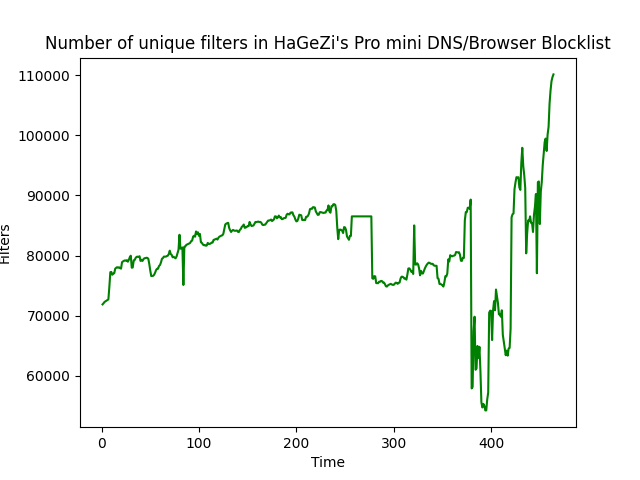 Number of unique filters in HaGeZi's Pro mini DNS/Browser Blocklist
110000
100000
90000
80000
70000
60000
Filters
0 100 200 300 400
Time